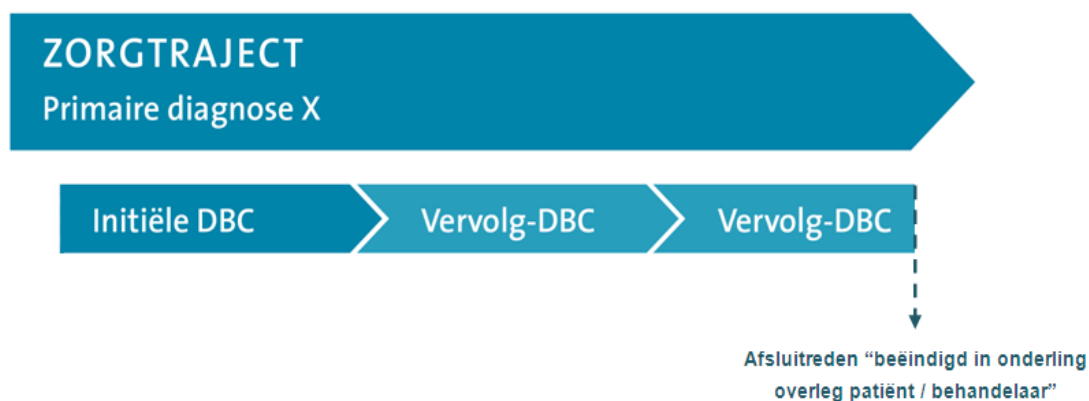 ZORGTRAJECT
Primaire diagnose X
Initiële DBC
Vervolg-DBC
Vervolg-DBC
Afsluitreden “beëindigd in onderling
overleg patiënt / behandelaar”